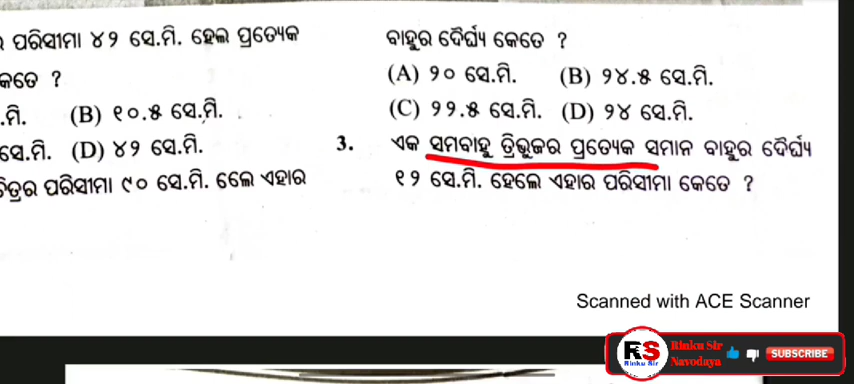 ପରିସୀମା ୪୨ ସେ.ମି. ହେଲେ ପ୍ରତ୍ୟେକ
କେତେ ?
.ମି. (B) ୧୦.୫ ସେ.ମି.
ସେ.ମି. (D) ୪୨ ସେ.ମି.
ପରିସୀମା ୯୦ ସେ.ମି. ହେଲେ ଏହାର
ବାହୁର ଦୈର୍ଘ୍ୟ କେତେ ?
(A) ୨୦ ସେ.ମି. (B) ୨୪.୫ ସେ.ମି.
(C) ୨୨.୫ ସେ.ମି. (D) ୨୪ ସେ.ମି.
3. ଏକ ସମବାହୁ ତ୍ରିଭୁଜର ପ୍ରତ୍ୟେକ ସମାନ ବାହୁର ଦୈର୍ଘ୍ୟ
୧୨ ସେ.ମି. ହେଲେ ଏହାର ପରିସୀମା କେତେ ?
Scanned with ACE Scanner
RS
Rinku Sir
Rinku Sir
Navodaya
SUBSCRIBE